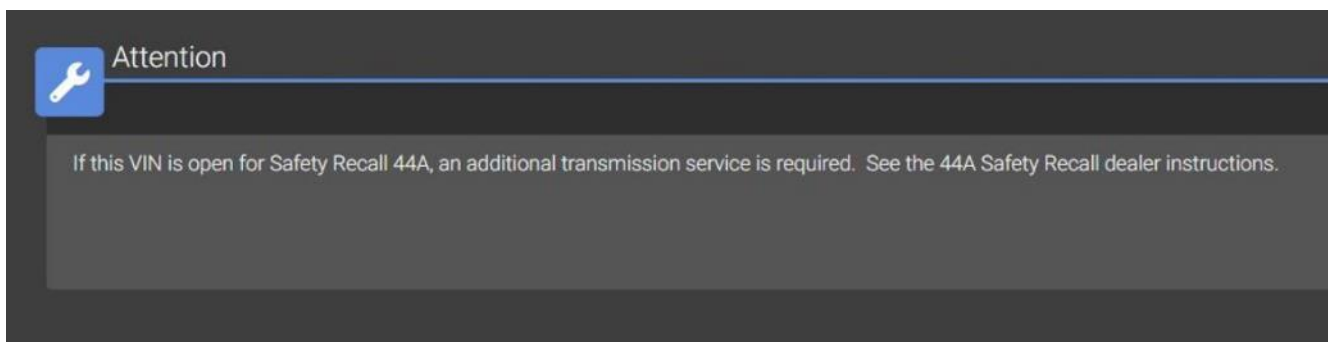 Attention
If this VIN is open for Safety Recall 44A, an additional transmission service is required.  See the 44A Safety Recall dealer instructions.